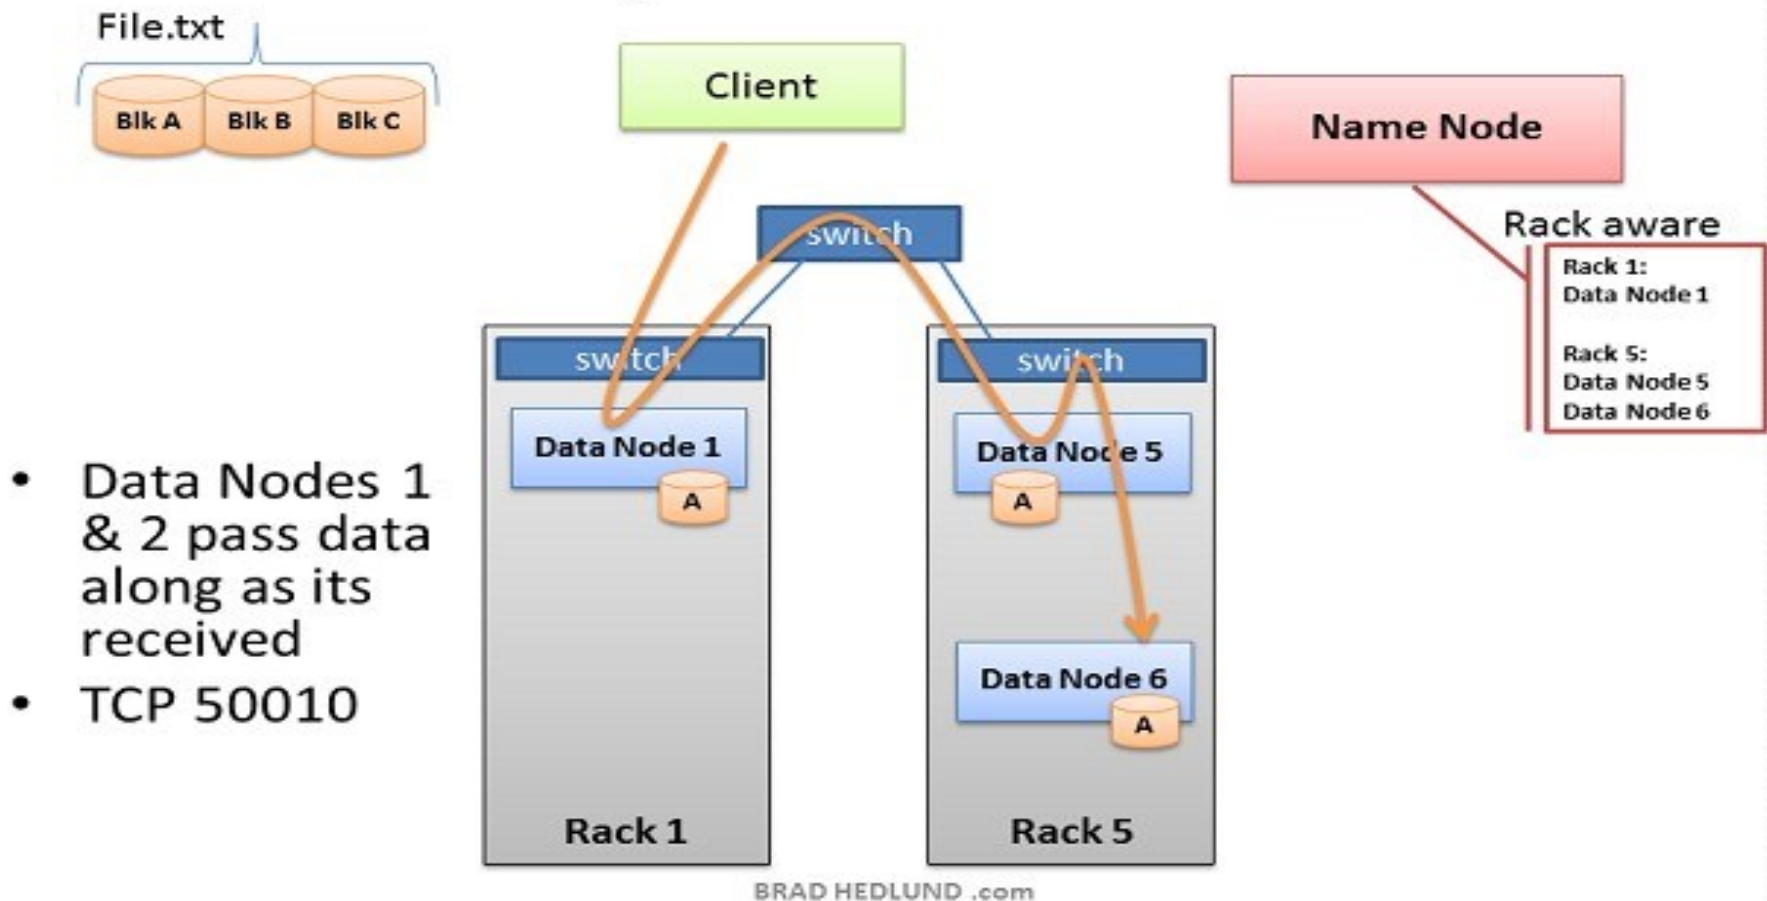 File.txt
Blk A
Blk B
Blk C
Client
Name Node
switch
Rack aware
Rack 1:
Data Node 1
Rack 5:
Data Node 5
Data Node 6
switch
Data Node 1
A
Rack 1
switch
Data Node 5
A
Data Node 6
A
Rack 5
• Data Nodes 1
& 2 pass data
along as its
received
• TCP 50010
BRAD HEDLUND .com